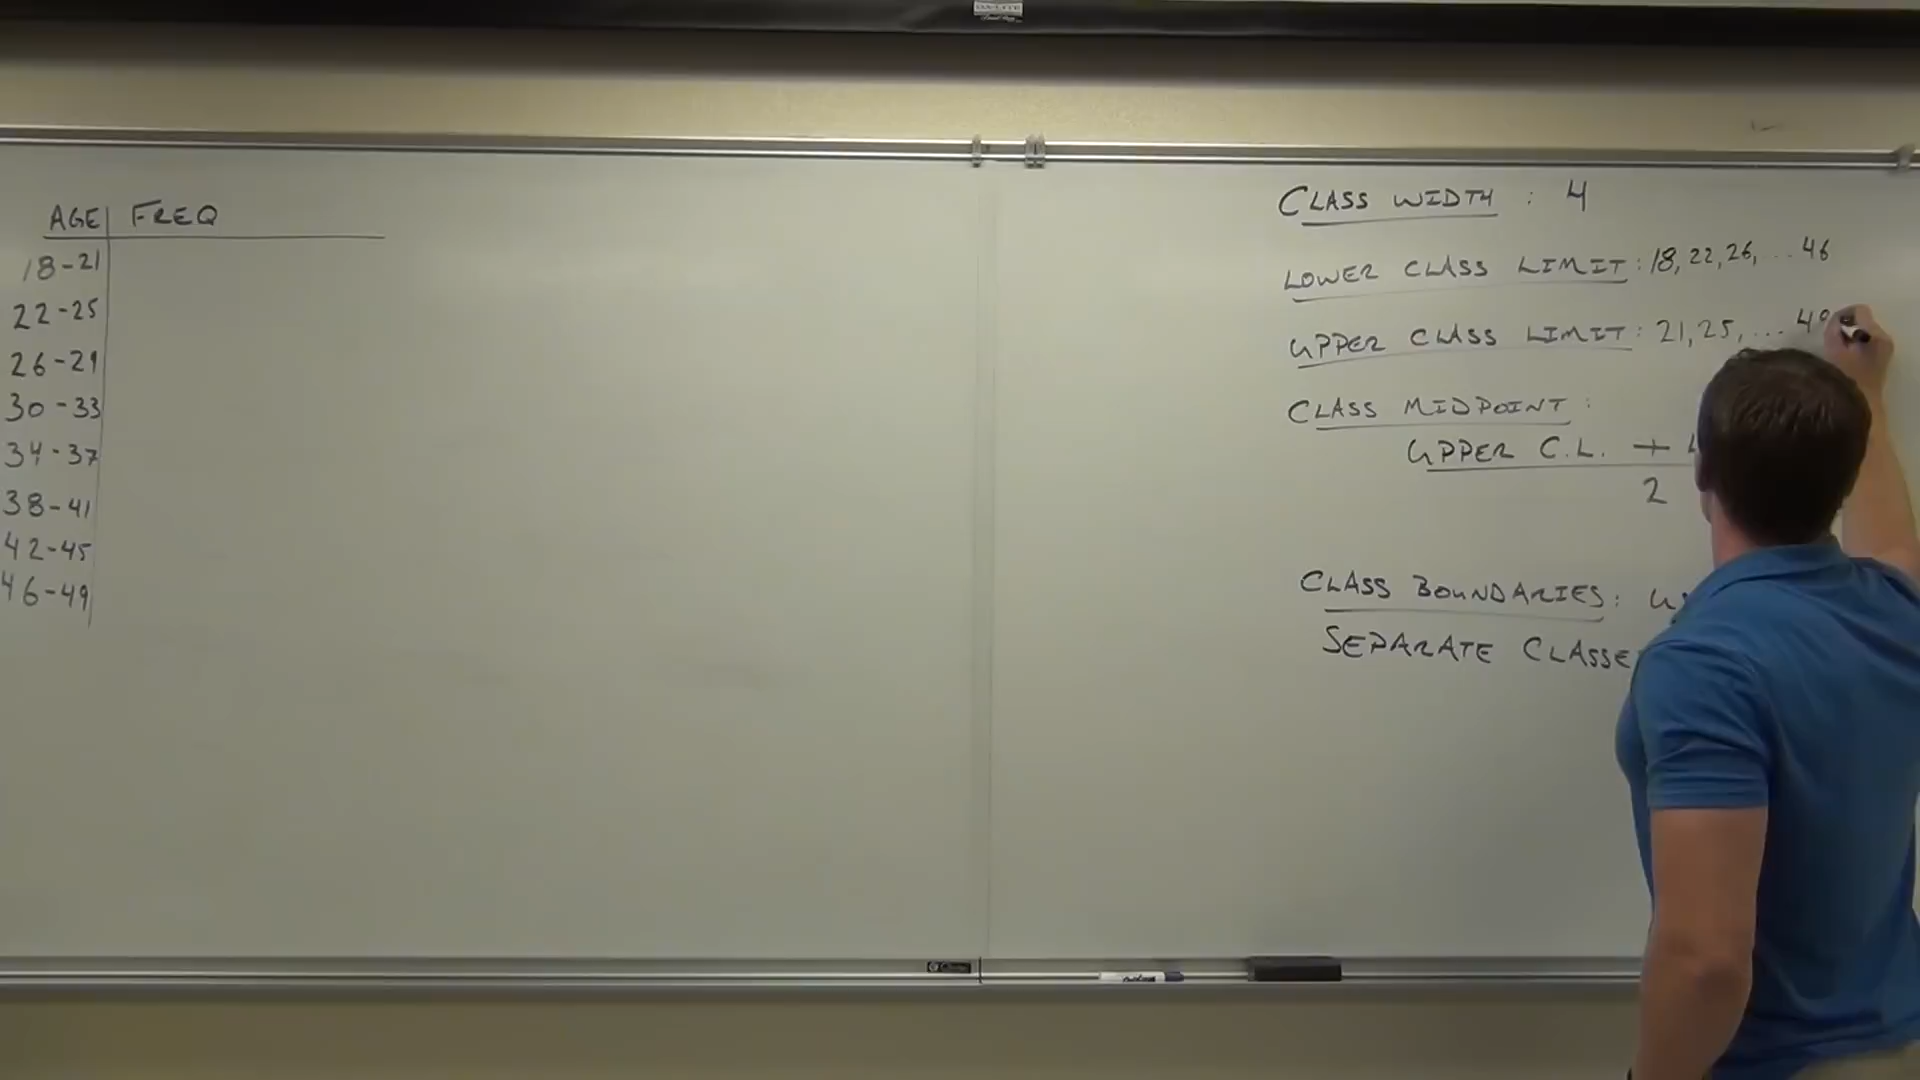 DA-LITE
AGE FREQ
18-21
22-25
26-29
30-33
34-37
38-41
42-45
46-49
CLASS WIDTH : 4
LOWER CLASS LIMIT: 18, 22, 26, ... 46
UPPER CLASS LIMIT: 21, 25, ... 49
CLASS MIDPOINT:
UPPER C.L. +
2
CLASS BOUNDARIES:
SEPARATE